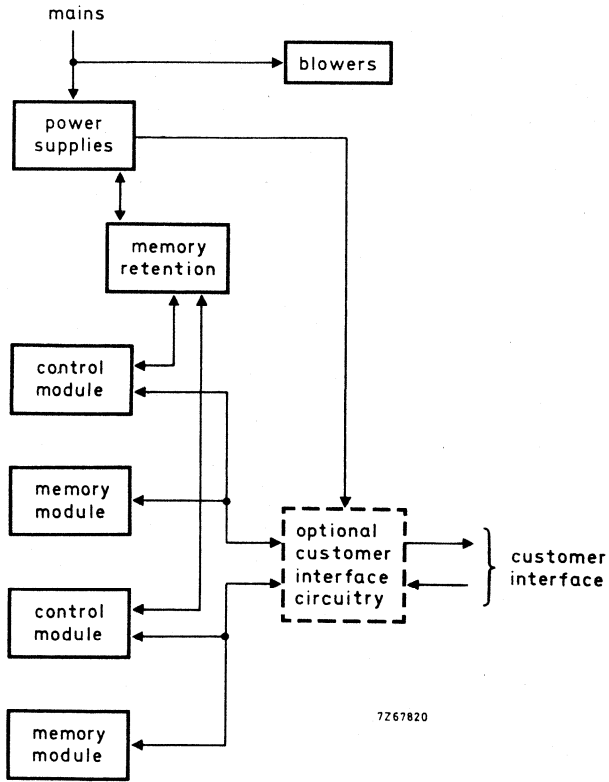 mains
blowers
power
supplies
memory
retention
control
module
memory
module
optional
customer
interface
circuitry
customer
interface
control
module
memory
module
7Z67820